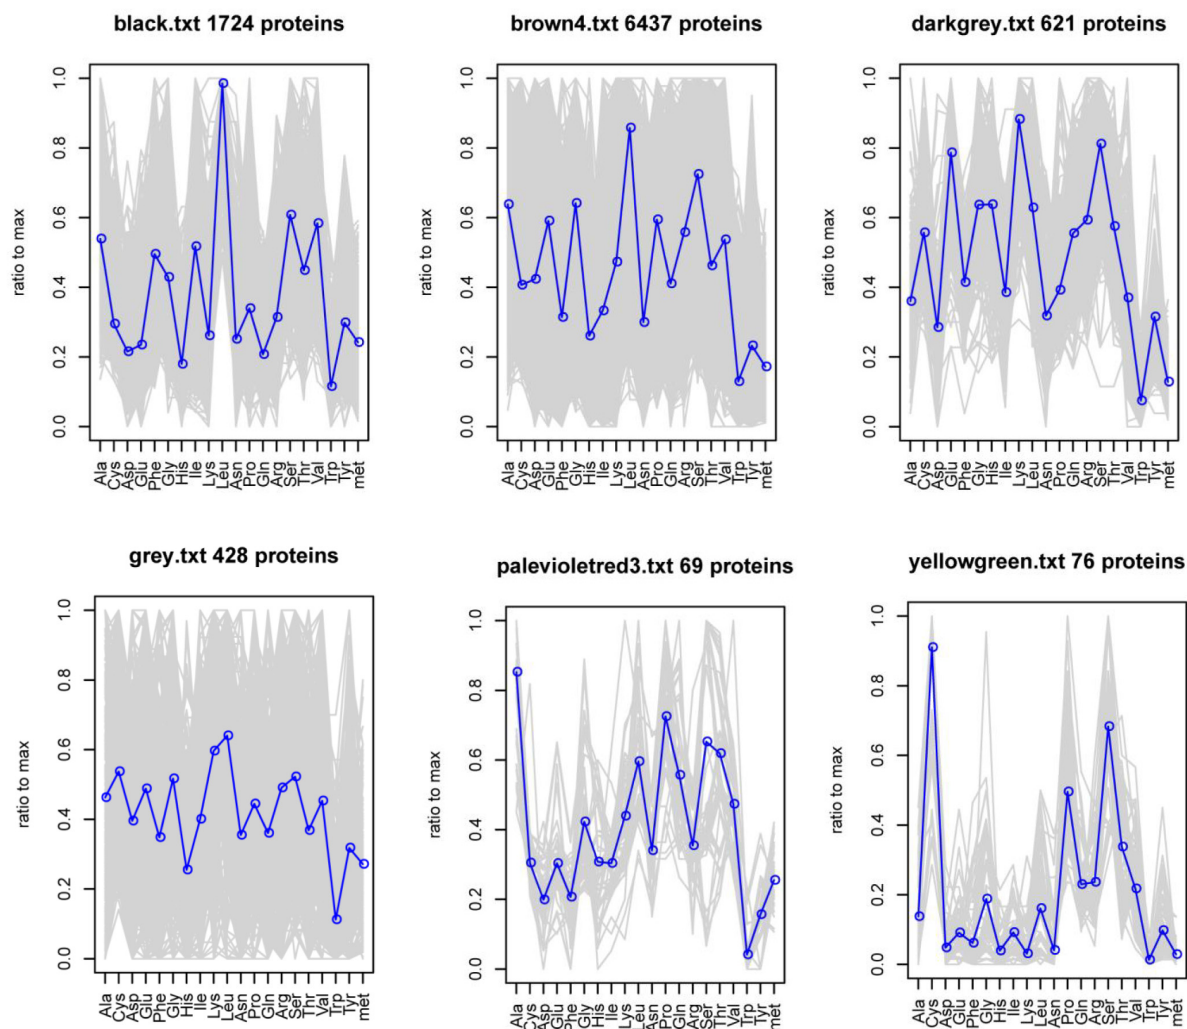 black.txt 1724 proteins
ratio to max
1.0
0.8
0.6
0.4
0.2
0.0
Ala
Cys
Asp
Glu
Phe
Gly
His
Ile
Lys
Leu
Asn
Pro
Gln
Arg
Ser
Thr
Val
Trp
Tyr
met
brown4.txt 6437 proteins
ratio to max
1.0
0.8
0.6
0.4
0.2
0.0
Ala
Cys
Asp
Glu
Phe
Gly
His
Ile
Lys
Leu
Asn
Pro
Gln
Arg
Ser
Thr
Val
Trp
Tyr
met
darkgrey.txt 621 proteins
ratio to max
1.0
0.8
0.6
0.4
0.2
0.0
Ala
Cys
Asp
Glu
Phe
Gly
His
Ile
Lys
Leu
Asn
Pro
Gln
Arg
Ser
Thr
Val
Trp
Tyr
met
grey.txt 428 proteins
ratio to max
1.0
0.8
0.6
0.4
0.2
0.0
Ala
Cys
Asp
Glu
Phe
Gly
His
Ile
Lys
Leu
Asn
Pro
Gln
Arg
Ser
Thr
Val
Trp
Tyr
met
palevioletred3.txt 69 proteins
ratio to max
1.0
0.8
0.6
0.4
0.2
0.0
Ala
Cys
Asp
Glu
Phe
Gly
His
Ile
Lys
Leu
Asn
Pro
Gln
Arg
Ser
Thr
Val
Trp
Tyr
met
yellowgreen.txt 76 proteins
ratio to max
1.0
0.8
0.6
0.4
0.2
0.0
Ala
Cys
Asp
Glu
Phe
Gly
His
Ile
Lys
Leu
Asn
Pro
Gln
Arg
Ser
Thr
Val
Trp
Tyr
met